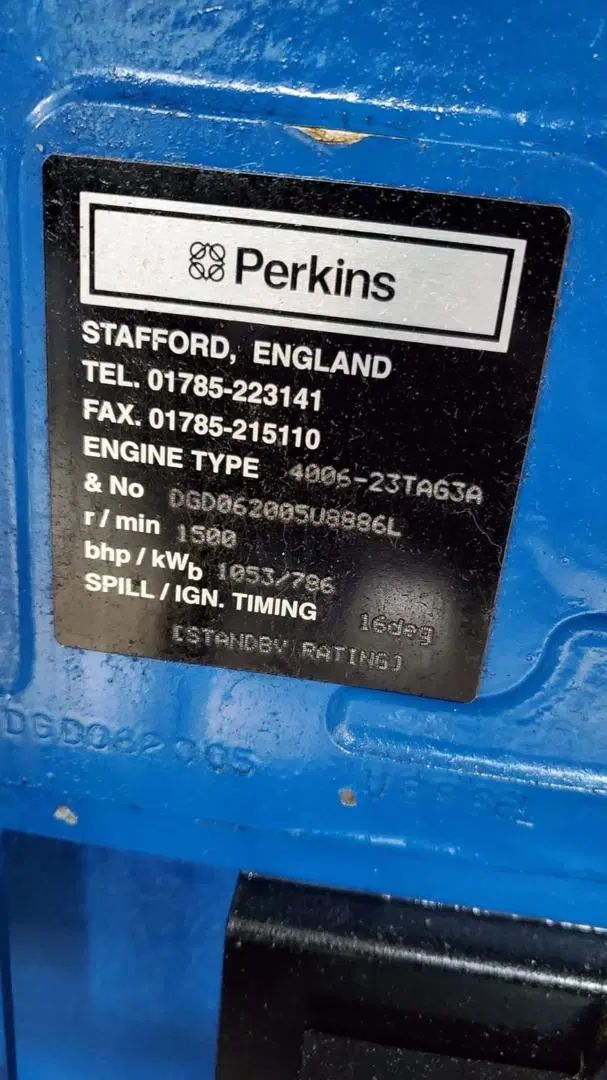 Perkins
STAFFORD, ENGLAND
TEL. 01785-223141
FAX. 01785-215110
ENGINE TYPE 4006-23TAG3A
& No DGD062005U8886L
r/min 1500
bhp/kWb 1053/786
SPILL/IGN. TIMING 16deg
[STANDBY RATING]
DGD062005 U8886L